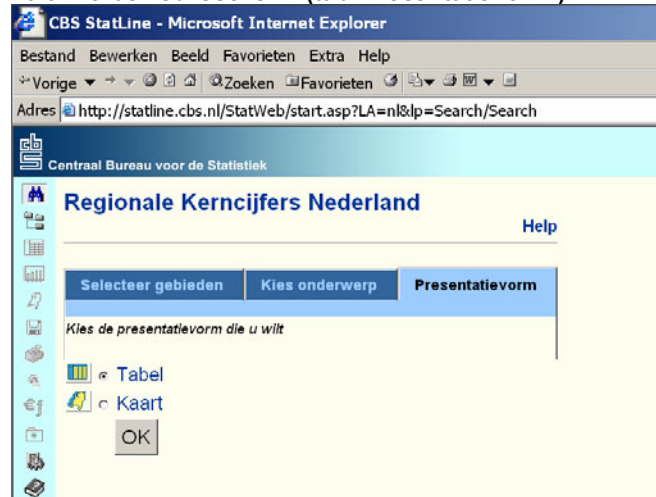 CBS StatLine - Microsoft Internet Explorer
Bestand Bewerken Beeld Favorieten Extra Help
Vorige Zoeken Favorieten
Adres http://statline.cbs.nl/StatWeb/start.asp?LA=nl&lp=Search/Search
cb
Centraal Bureau voor de Statistiek
Regionale Kerncijfers Nederland
Help
Selecteer gebieden Kies onderwerp Presentatievorm
Kies de presentatievorm die u wilt
Tabel
Kaart
OK